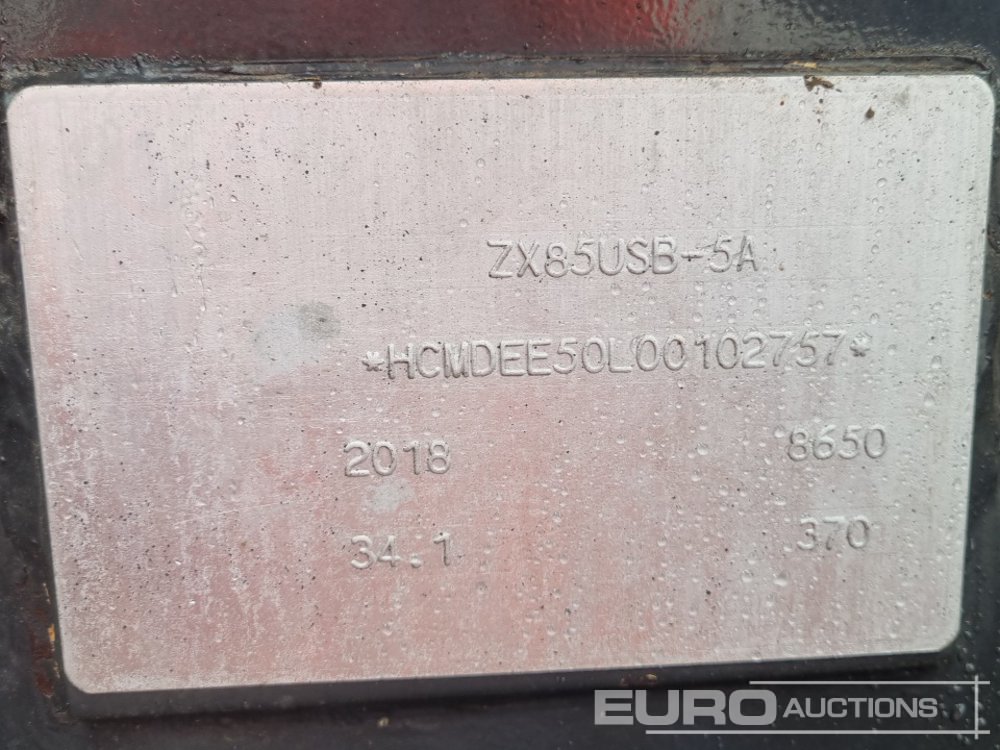 ZX85USB-5A
*HCMDEE50L00102757*
2018 8650
34.1 370
EURO AUCTIONS